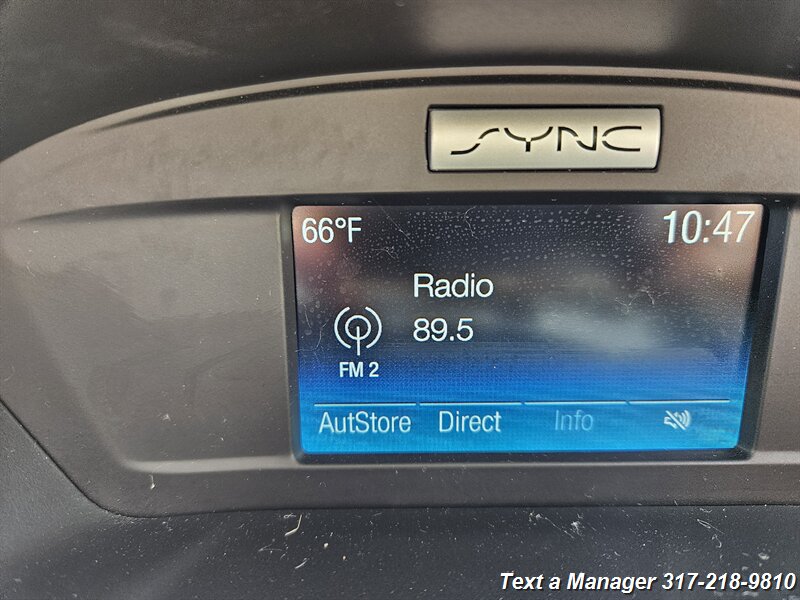 SYNC
66°F 10:47
Radio
89.5
FM 2
AutStore Direct Info
Text a Manager 317-218-9810